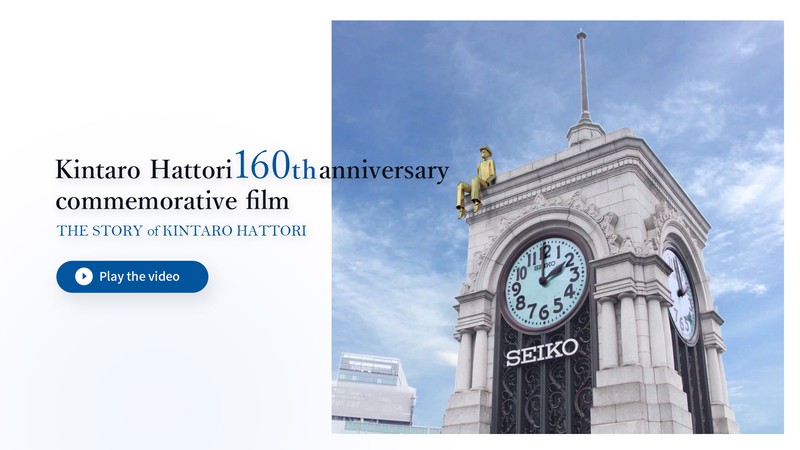 Kintaro Hattori 160th anniversary
commemorative film
THE STORY of KINTARO HATTORI
Play the video
12
1
2
3
4
5
6
7
8
9
10
11
SEIKO
SEIKO